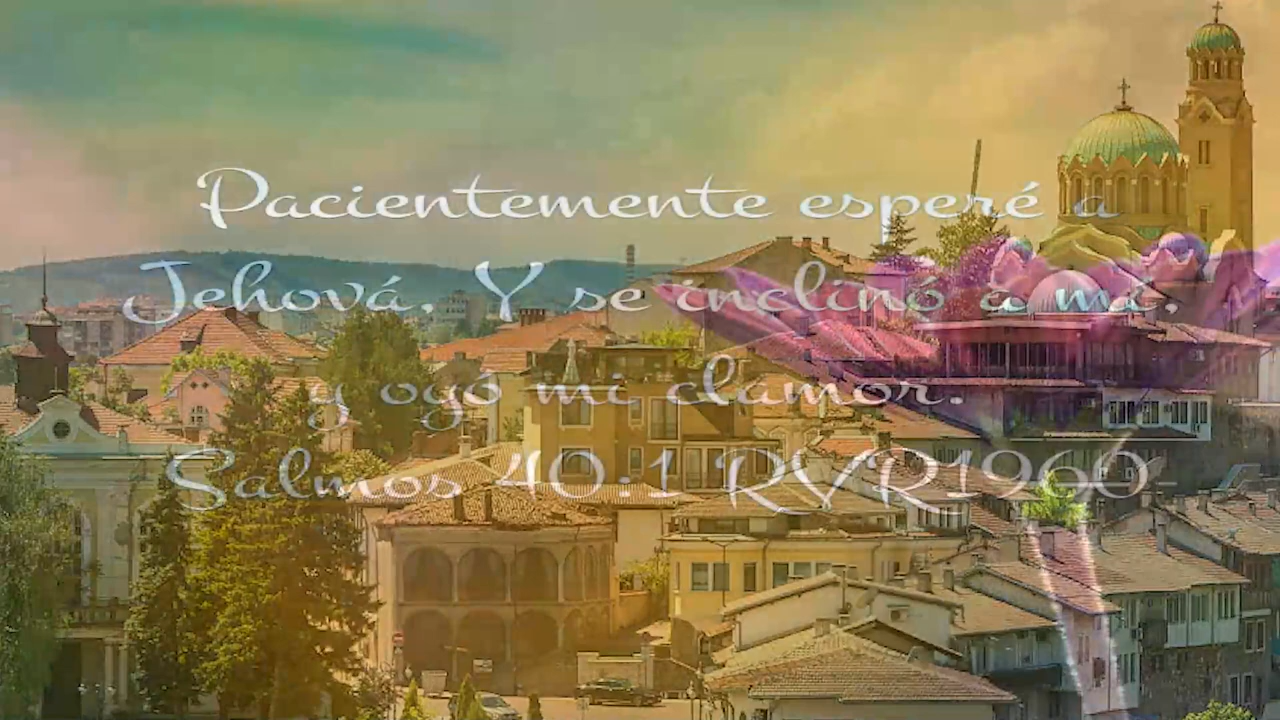 Pacientemente esperé a
Jehová, Y se inclinó a mí,
y oyó mi clamor.
Salmos 40:1 RVR1960